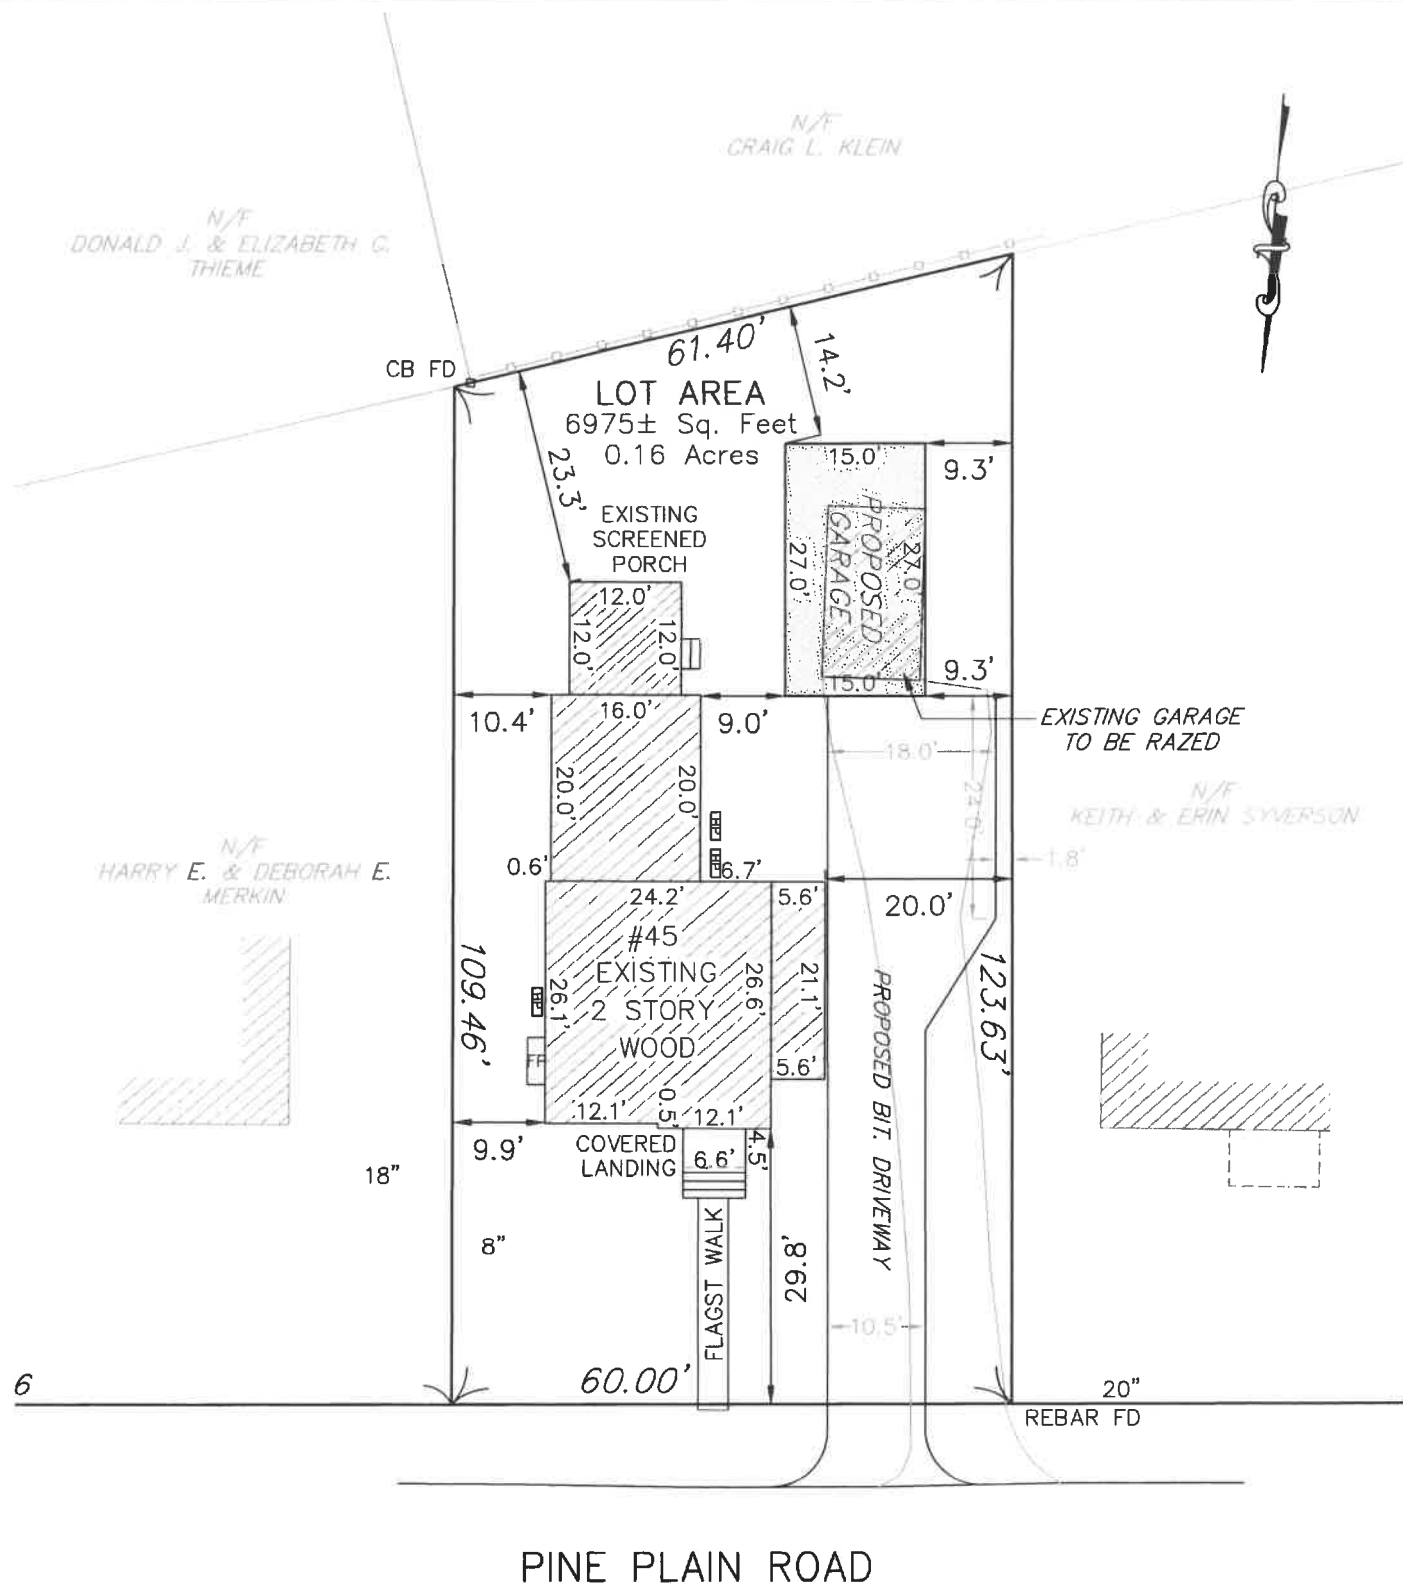 N/F
CRAIG L. KLEIN
N/F
DONALD J. & ELIZABETH C.
THIEME
CB FD
61.40'
14.2'
LOT AREA
6975± Sq. Feet
0.16 Acres
23.3'
15.0'
9.3'
EXISTING
SCREENED
PORCH
PROPOSED
GARAGE
27.0'
27.0'
12.0'
12.0'
12.0'
15.0'
9.3'
10.4'
16.0'
9.0'
EXISTING GARAGE
TO BE RAZED
18.0'
20.0'
20.0'
24.0'
N/F
KEITH & ERIN SYVERSON
HP
HP
1.8'
N/F
HARRY E. & DEBORAH E.
MERKIN
0.6'
6.7'
24.2'
5.6'
20.0'
#45
EXISTING
2 STORY
WOOD
109.46'
HP
26.1'
26.6'
21.1'
123.63'
FP
5.6'
PROPOSED BIT. DRIVEWAY
12.1'
0.5'
12.1'
9.9'
COVERED
LANDING
6.6'
4.5'
18"
8"
FLAGST WALK
29.8'
10.5'
6
60.00'
20"
REBAR FD
PINE PLAIN ROAD